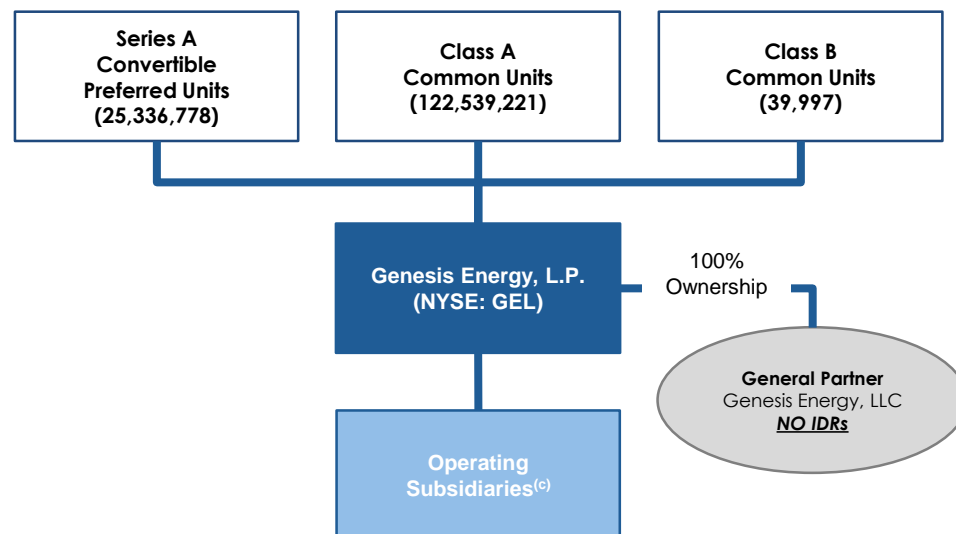 Series A
Convertible
Preferred Units
(25,336,778)
Class A
Common Units
(122,539,221)
Class B
Common Units
(39,997)
Genesis Energy, L.P.
(NYSE: GEL)
100%
Ownership
General Partner
Genesis Energy, LLC
NO IDRs
Operating
Subsidiaries(c)